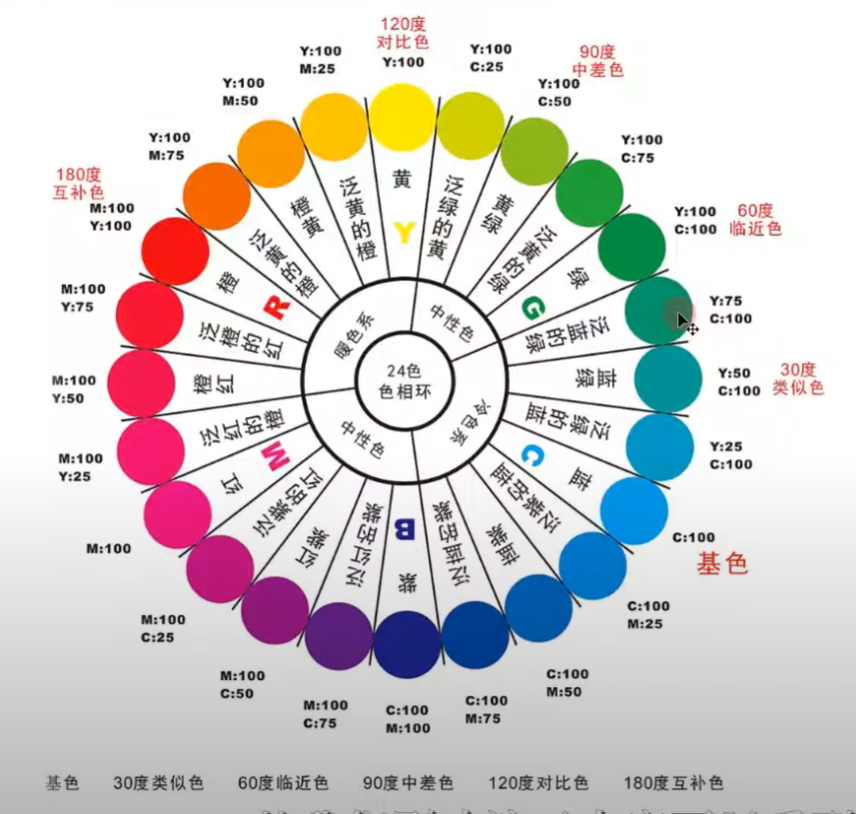 120度
对比色
Y:100
Y:100
C:25
90度
中差色
Y:100
C:50
Y:100
C:75
60度
临近色
Y:100
C:100
Y:75
C:100
30度
类似色
Y:50
C:100
Y:25
C:100
C:100
基色
C:100
M:25
C:100
M:50
C:100
M:75
C:100
M:100
M:100
C:75
M:100
C:50
M:100
C:25
M:100
M:100
Y:25
M:100
Y:50
M:100
Y:75
180度
互补色
M:100
Y:100
Y:100
M:75
Y:100
M:50
Y:100
M:25
黄
Y
泛绿的黄
黄绿
泛黄的绿
G
绿
泛蓝的绿
蓝绿
泛绿的蓝
C
蓝
泛紫的蓝
蓝紫
泛蓝的紫
紫
B
泛红的紫
红紫
泛紫的红
红
M
泛红的橙
橙红
泛橙的红
橙
R
泛黄的橙
橙黄
泛黄的橙
暖色系
中性色
冷色系
中性色
24色
色相环
基色 30度类似色 60度临近色 90度中差色 120度对比色 180度互补色